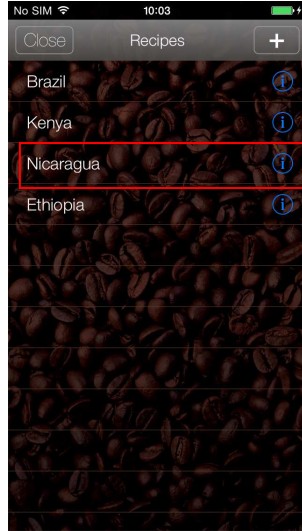 No SIM 10:03
Close Recipes +
Brazil i
Kenya i
Nicaragua i
Ethiopia i